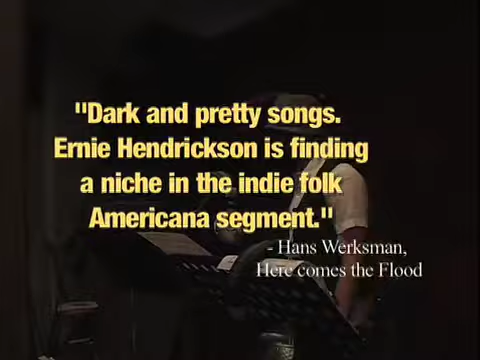 "Dark and pretty songs.
Ernie Hendrickson is finding
a niche in the indie folk
Americana segment."
- Hans Werksman,
Here comes the Flood